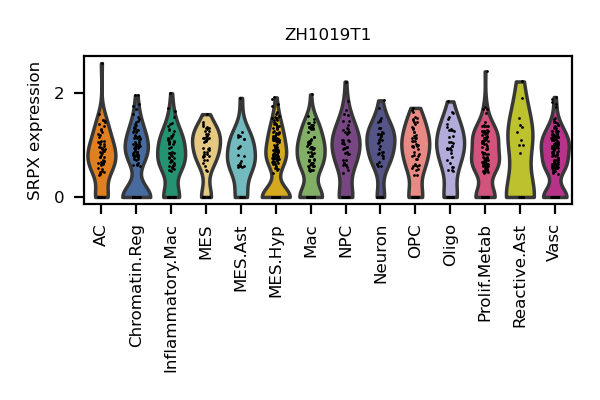 ZH1019T1
SRPX expression
2
0
AC
Chromatin.Reg
Inflammatory.Mac
MES
MES.Ast
MES.Hyp
Mac
NPC
Neuron
OPC
Oligo
Prolif.Metab
Reactive.Ast
Vasc